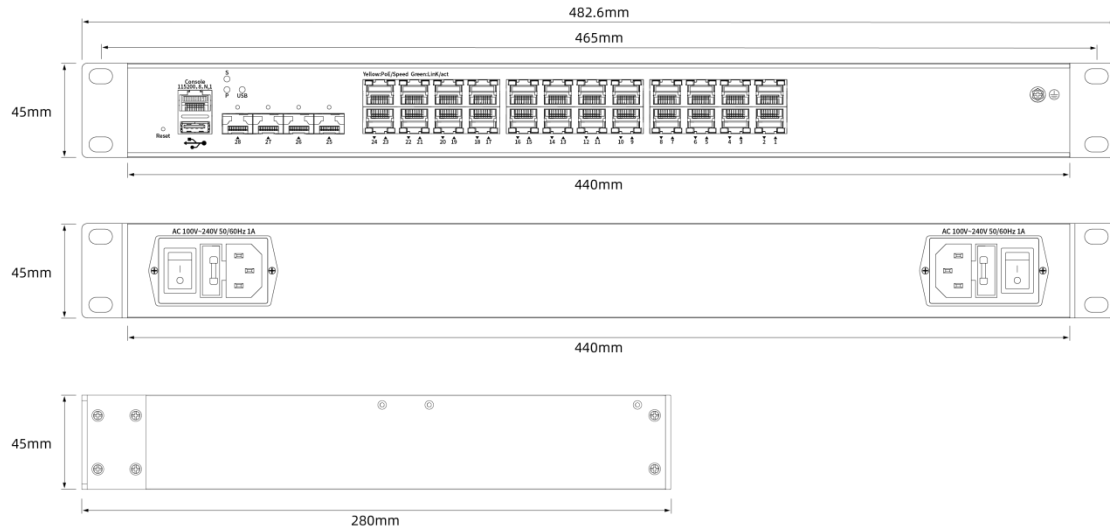 482.6mm
465mm
45mm
Console
115200, 8, N,1
S
P USB
Reset
Yellow:PoE/Speed Green:LinK/act
28 27 26 25
24 23 22 21 20 19 18 17 16 15 14 13 12 11 10 9 8 7 6 5 4 3 2 1
440mm
45mm
AC 100V~240V 50/60Hz 1A
AC 100V~240V 50/60Hz 1A
440mm
45mm
280mm